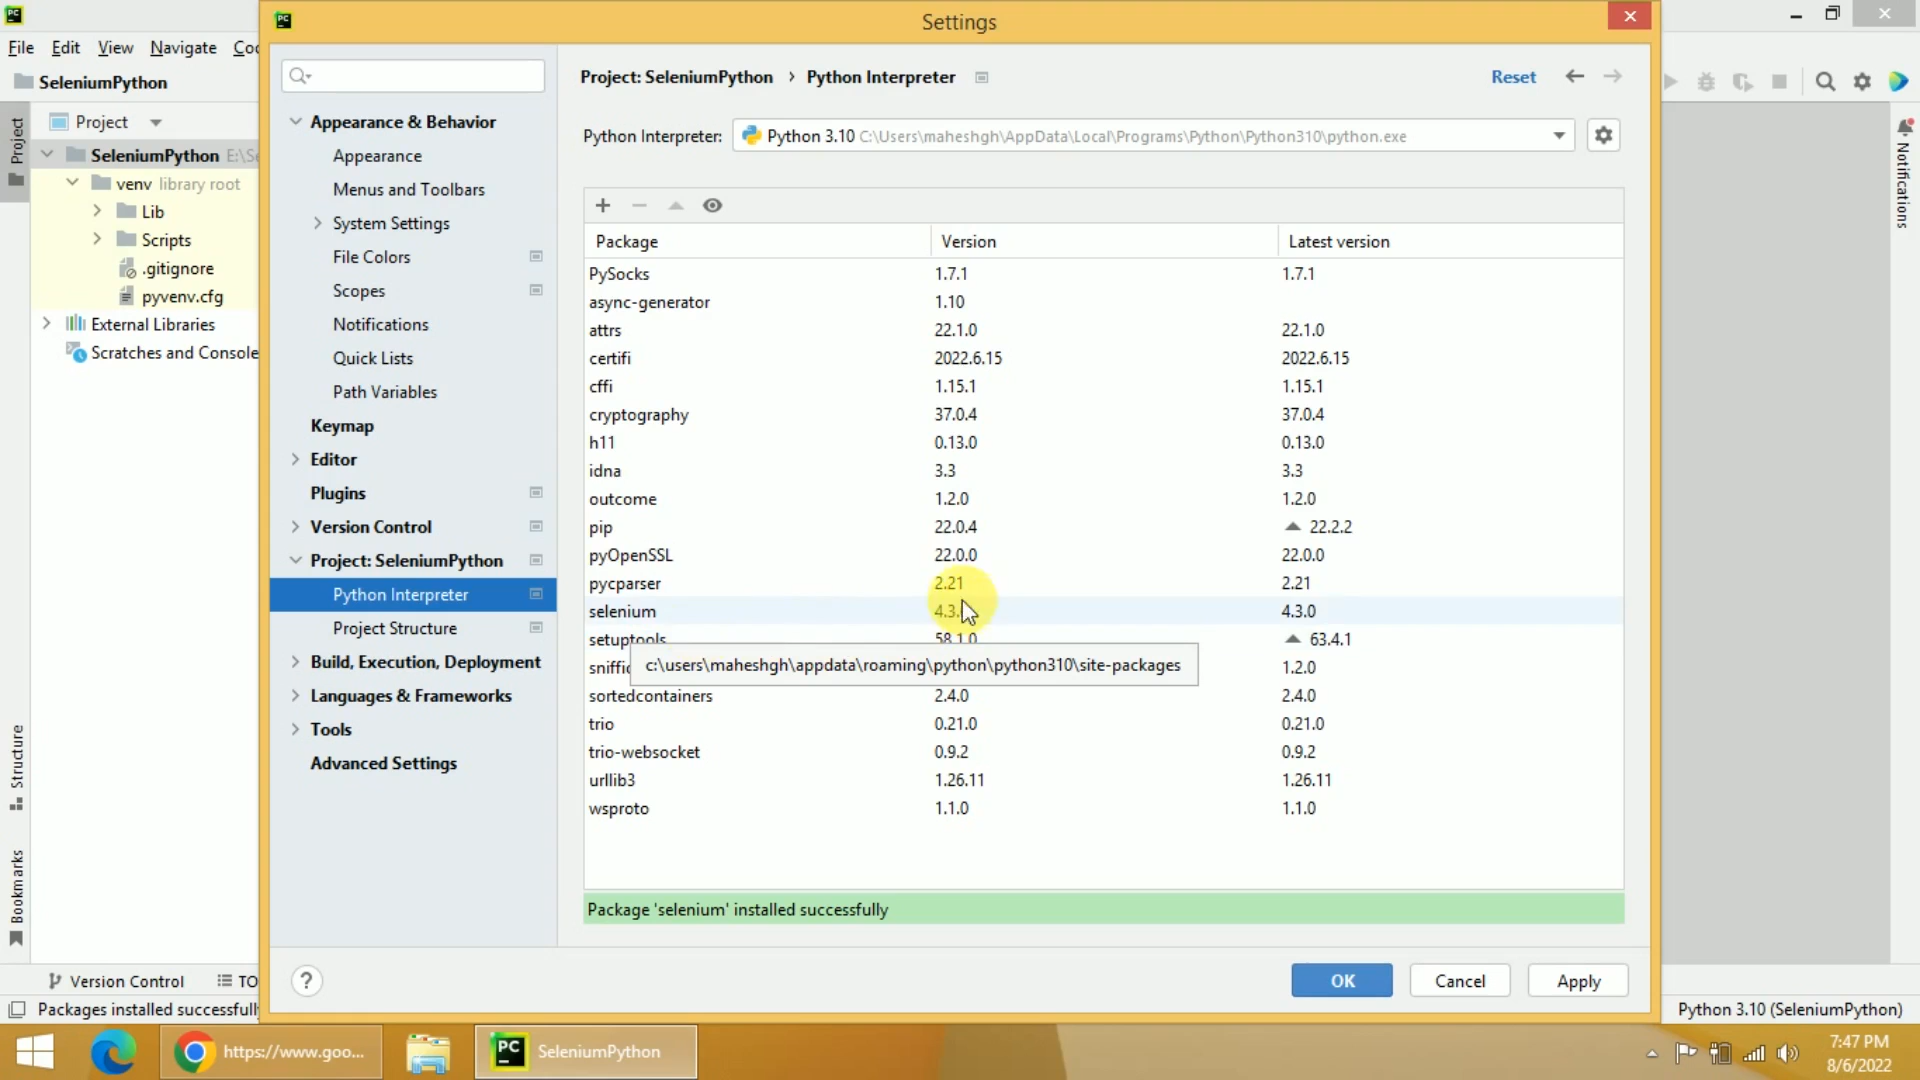 PC
Settings
File Edit View Navigate
SeleniumPython
Project: SeleniumPython › Python Interpreter
Reset
Project
Project
Appearance & Behavior
Python Interpreter: Python 3.10 C:\Users\maheshgh\AppData\Local\Programs\Python\Python310\python.exe
SeleniumPython
Appearance
venv library root
Menus and Toolbars
Lib
System Settings
Scripts
File Colors
.gitignore
Scopes
pyvenv.cfg
Notifications
External Libraries
Quick Lists
Scratches and Console
Path Variables
Keymap
Editor
Plugins
Version Control
Project: SeleniumPython
Python Interpreter
Project Structure
Build, Execution, Deployment
Languages & Frameworks
Tools
Advanced Settings
Package Version Latest version
PySocks 1.7.1 1.7.1
async-generator 1.10
attrs 22.1.0 22.1.0
certifi 2022.6.15 2022.6.15
cffi 1.15.1 1.15.1
cryptography 37.0.4 37.0.4
h11 0.13.0 0.13.0
idna 3.3 3.3
outcome 1.2.0 1.2.0
pip 22.0.4 22.2.2
pyOpenSSL 22.0.0 22.0.0
pycparser 2.21 2.21
selenium 4.3. 4.3.0
setuptools 58.1.0 63.4.1
c:\users\maheshgh\appdata\roaming\python\python310\site-packages
1.2.0
sortedcontainers 2.4.0 2.4.0
trio 0.21.0 0.21.0
trio-websocket 0.9.2 0.9.2
urllib3 1.26.11 1.26.11
wsproto 1.1.0 1.1.0
Package 'selenium' installed successfully
Notifications
Structure
Bookmarks
? OK Cancel Apply
Version Control
Packages installed successfull
Python 3.10 (SeleniumPython)
https://www.goo...
PC SeleniumPython
7:47 PM
8/6/2022